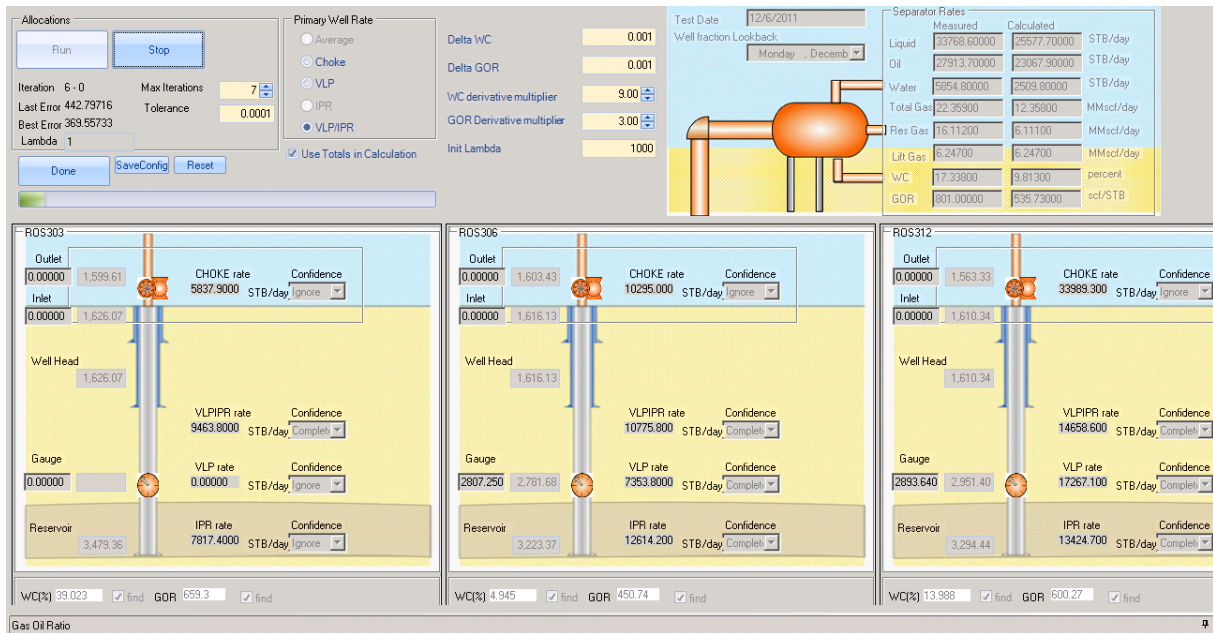 Allocations
Run Stop
Iteration 6 - 0 Max Iterations 7
Last Error 442.79716 Tolerance 0.0001
Best Error 369.55733
Lambda 1
Done SaveConfig Reset
Primary Well Rate
Average
Choke
VLP
IPR
VLP/IPR
Use Totals in Calculation
Delta WC 0.001
Delta GOR 0.001
WC derivative multiplier 9.00
GOR Derivative multiplier 3.00
Init Lambda 1000
Test Date 12/6/2011
Well fraction Lookback
Monday , Decemb
Separator Rates
Measured Calculated
Liquid 33768.60000 25577.70000 STB/day
Oil 27913.70000 23067.90000 STB/day
Water 5854.80000 2509.80000 STB/day
Total Gas 22.35900 12.35800 MMscf/day
Res Gas 16.11200 6.11100 MMscf/day
Lift Gas 6.24700 6.24700 MMscf/day
WC 17.33800 9.81300 percent
GOR 801.00000 535.73000 scf/STB
ROS303
Outlet
0.00000 1,599.61 CHOKE rate Confidence
5837.9000 STB/day Ignore
Inlet
0.00000 1,626.07
Well Head
1,626.07
VLPIPR rate Confidence
9463.8000 STB/day Complet
Gauge
0.00000 VLP rate Confidence
0.00000 STB/day Ignore
Reservoir
3,479.36 IPR rate Confidence
7817.4000 STB/day Ignore
WC(%) 39.023 find GOR 659.3 find
ROS306
Outlet
0.00000 1,603.43 CHOKE rate Confidence
10295.000 STB/day Ignore
Inlet
0.00000 1,616.13
Well Head
1,616.13
VLPIPR rate Confidence
10775.800 STB/day Complet
Gauge
2807.250 2,781.68 VLP rate Confidence
7353.8000 STB/day Complet
Reservoir
3,223.37 IPR rate Confidence
12614.200 STB/day Complet
WC(%) 4.945 find GOR 450.74 find
ROS312
Outlet
0.00000 1,563.33 CHOKE rate Confidence
33989.300 STB/day Ignore
Inlet
0.00000 1,610.34
Well Head
1,610.34
VLPIPR rate Confidence
14658.600 STB/day Complet
Gauge
2893.640 2,951.40 VLP rate Confidence
17267.100 STB/day Complet
Reservoir
3,294.44 IPR rate Confidence
13424.700 STB/day Complet
WC(%) 13.988 find GOR 600.27 find
Gas Oil Ratio